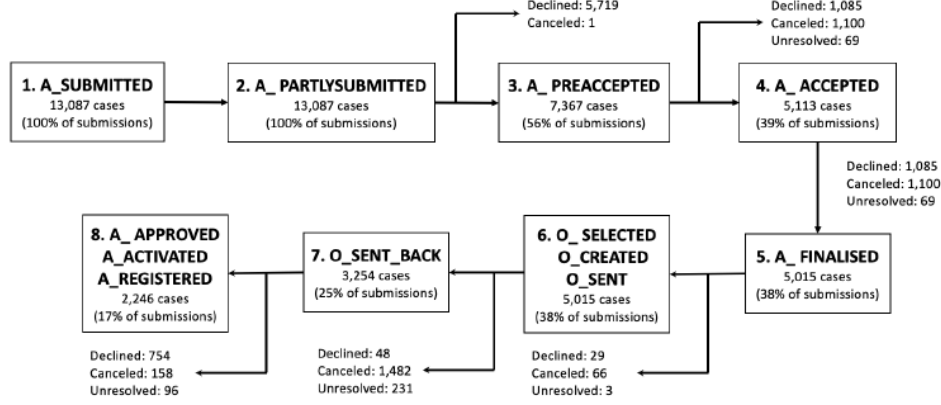 Declined: 5,719
Canceled: 1
Declined: 1,085
Canceled: 1,100
Unresolved: 69
1. A_SUBMITTED
13,087 cases
(100% of submissions)
2. A_ PARTLYSUBMITTED
13,087 cases
(100% of submissions)
3. A_ PREACCEPTED
7,367 cases
(56% of submissions)
4. A_ ACCEPTED
5,113 cases
(39% of submissions)
Declined: 1,085
Canceled: 1,100
Unresolved: 69
8. A_ APPROVED
A_ACTIVATED
A_REGISTERED
2,246 cases
(17% of submissions)
7. O_SENT_BACK
3,254 cases
(25% of submissions)
6. O_ SELECTED
O_CREATED
O_SENT
5,015 cases
(38% of submissions)
5. A_ FINALISED
5,015 cases
(38% of submissions)
Declined: 754
Canceled: 158
Unresolved: 96
Declined: 48
Canceled: 1,482
Unresolved: 231
Declined: 29
Canceled: 66
Unresolved: 3